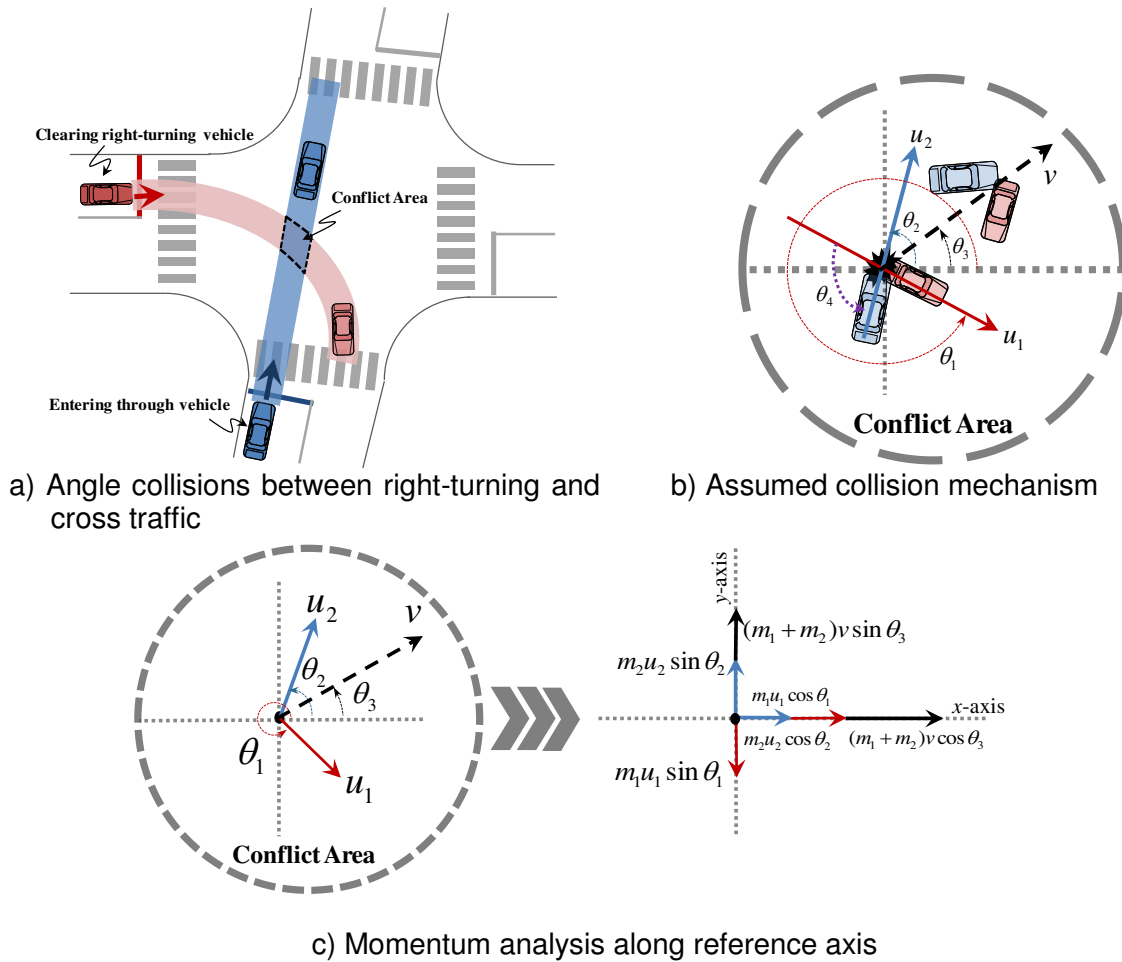 Clearing right-turning vehicle
Conflict Area
Entering through vehicle
a) Angle collisions between right-turning and
cross traffic
u₂
v
θ₂
θ₃
θ₄
u₁
θ₁
Conflict Area
b) Assumed collision mechanism
u₂
v
θ₂
θ₃
θ₁
u₁
Conflict Area
y-axis
(m₁ + m₂)v sin θ₃
m₂u₂ sin θ₂
m₁u₁ cos θ₁
x-axis
m₂u₂ cos θ₂
(m₁ + m₂)v cos θ₃
m₁u₁ sin θ₁
c) Momentum analysis along reference axis